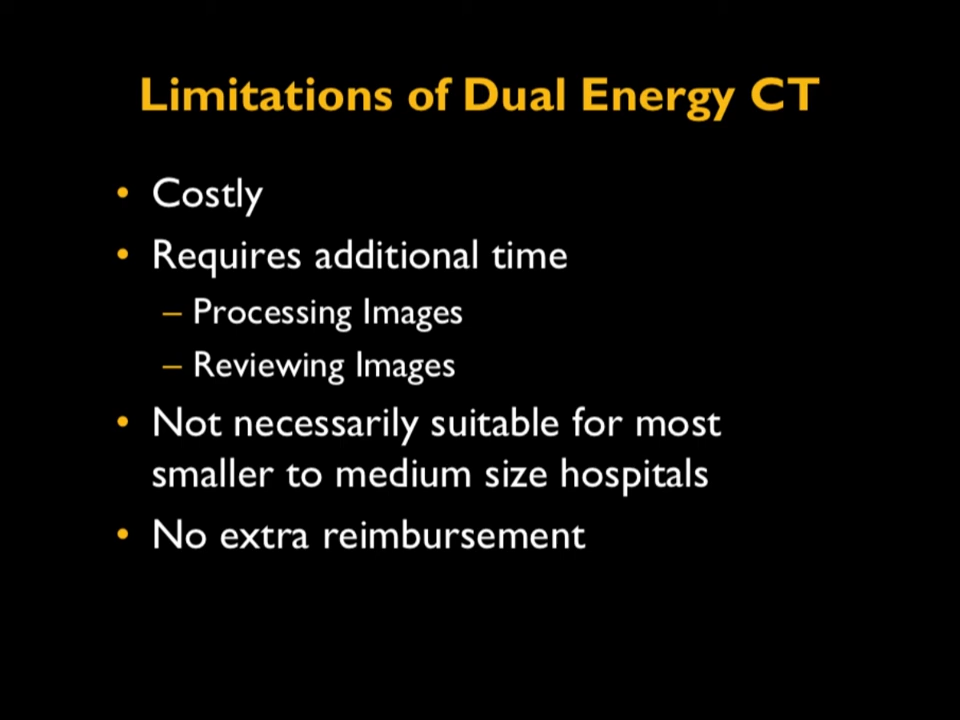 Limitations of Dual Energy CT
• Costly
• Requires additional time
– Processing Images
– Reviewing Images
• Not necessarily suitable for most
smaller to medium size hospitals
• No extra reimbursement